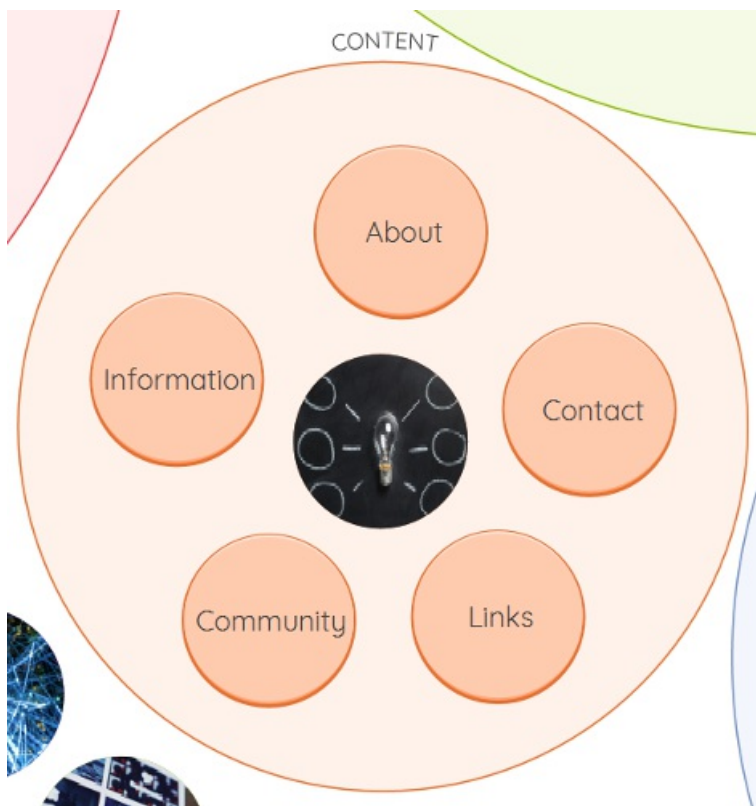 CONTENT
About
Information
Contact
Community
Links